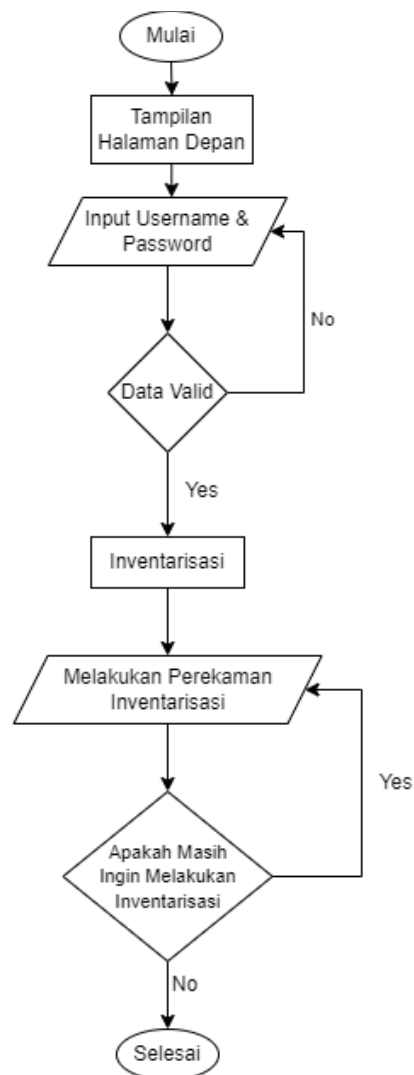 Mulai
Tampilan
Halaman Depan
Input Username &
Password
No
Data Valid
Yes
Inventarisasi
Melakukan Perekaman
Inventarisasi
Yes
Apakah Masih
Ingin Melakukan
Inventarisasi
No
Selesai